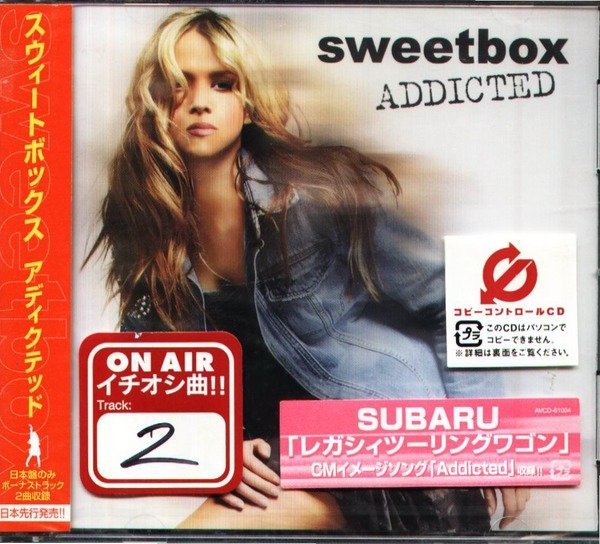 スウィートボックス アディクテッド
sweetbox
日本盤のみ
ボーナストラック
2曲収録
日本先行発売!!
sweetbox
ADDICTED
コピーコントロールCD
プラ
このCDはパソコンで
コピーできません。
※詳細は裏面をご覧ください。
ON AIR
イチオシ曲!!
Track:
2
AVCD-61004
SUBARU
「レガシィツーリングワゴン」
CMイメージソング「Addicted」収録!!
プラ